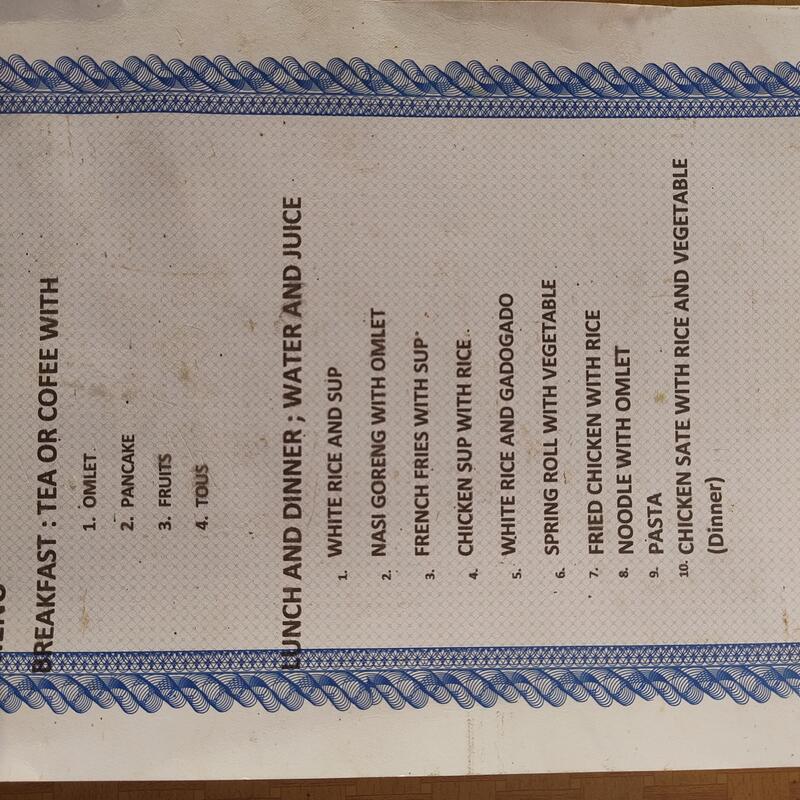 BREAKFAST : TEA OR COFEE WITH
1. OMLET
2. PANCAKE
3. FRUITS
4. TOUS
LUNCH AND DINNER ; WATER AND JUICE
1. WHITE RICE AND SUP
2. NASI GORENG WITH OMLET
3. FRENCH FRIES WITH SUP
4. CHICKEN SUP WITH RICE
5. WHITE RICE AND GADOGADO
6. SPRING ROLL WITH VEGETABLE
7. FRIED CHICKEN WITH RICE
8. NOODLE WITH OMLET
9. PASTA
10. CHICKEN SATE WITH RICE AND VEGETABLE
(Dinner)